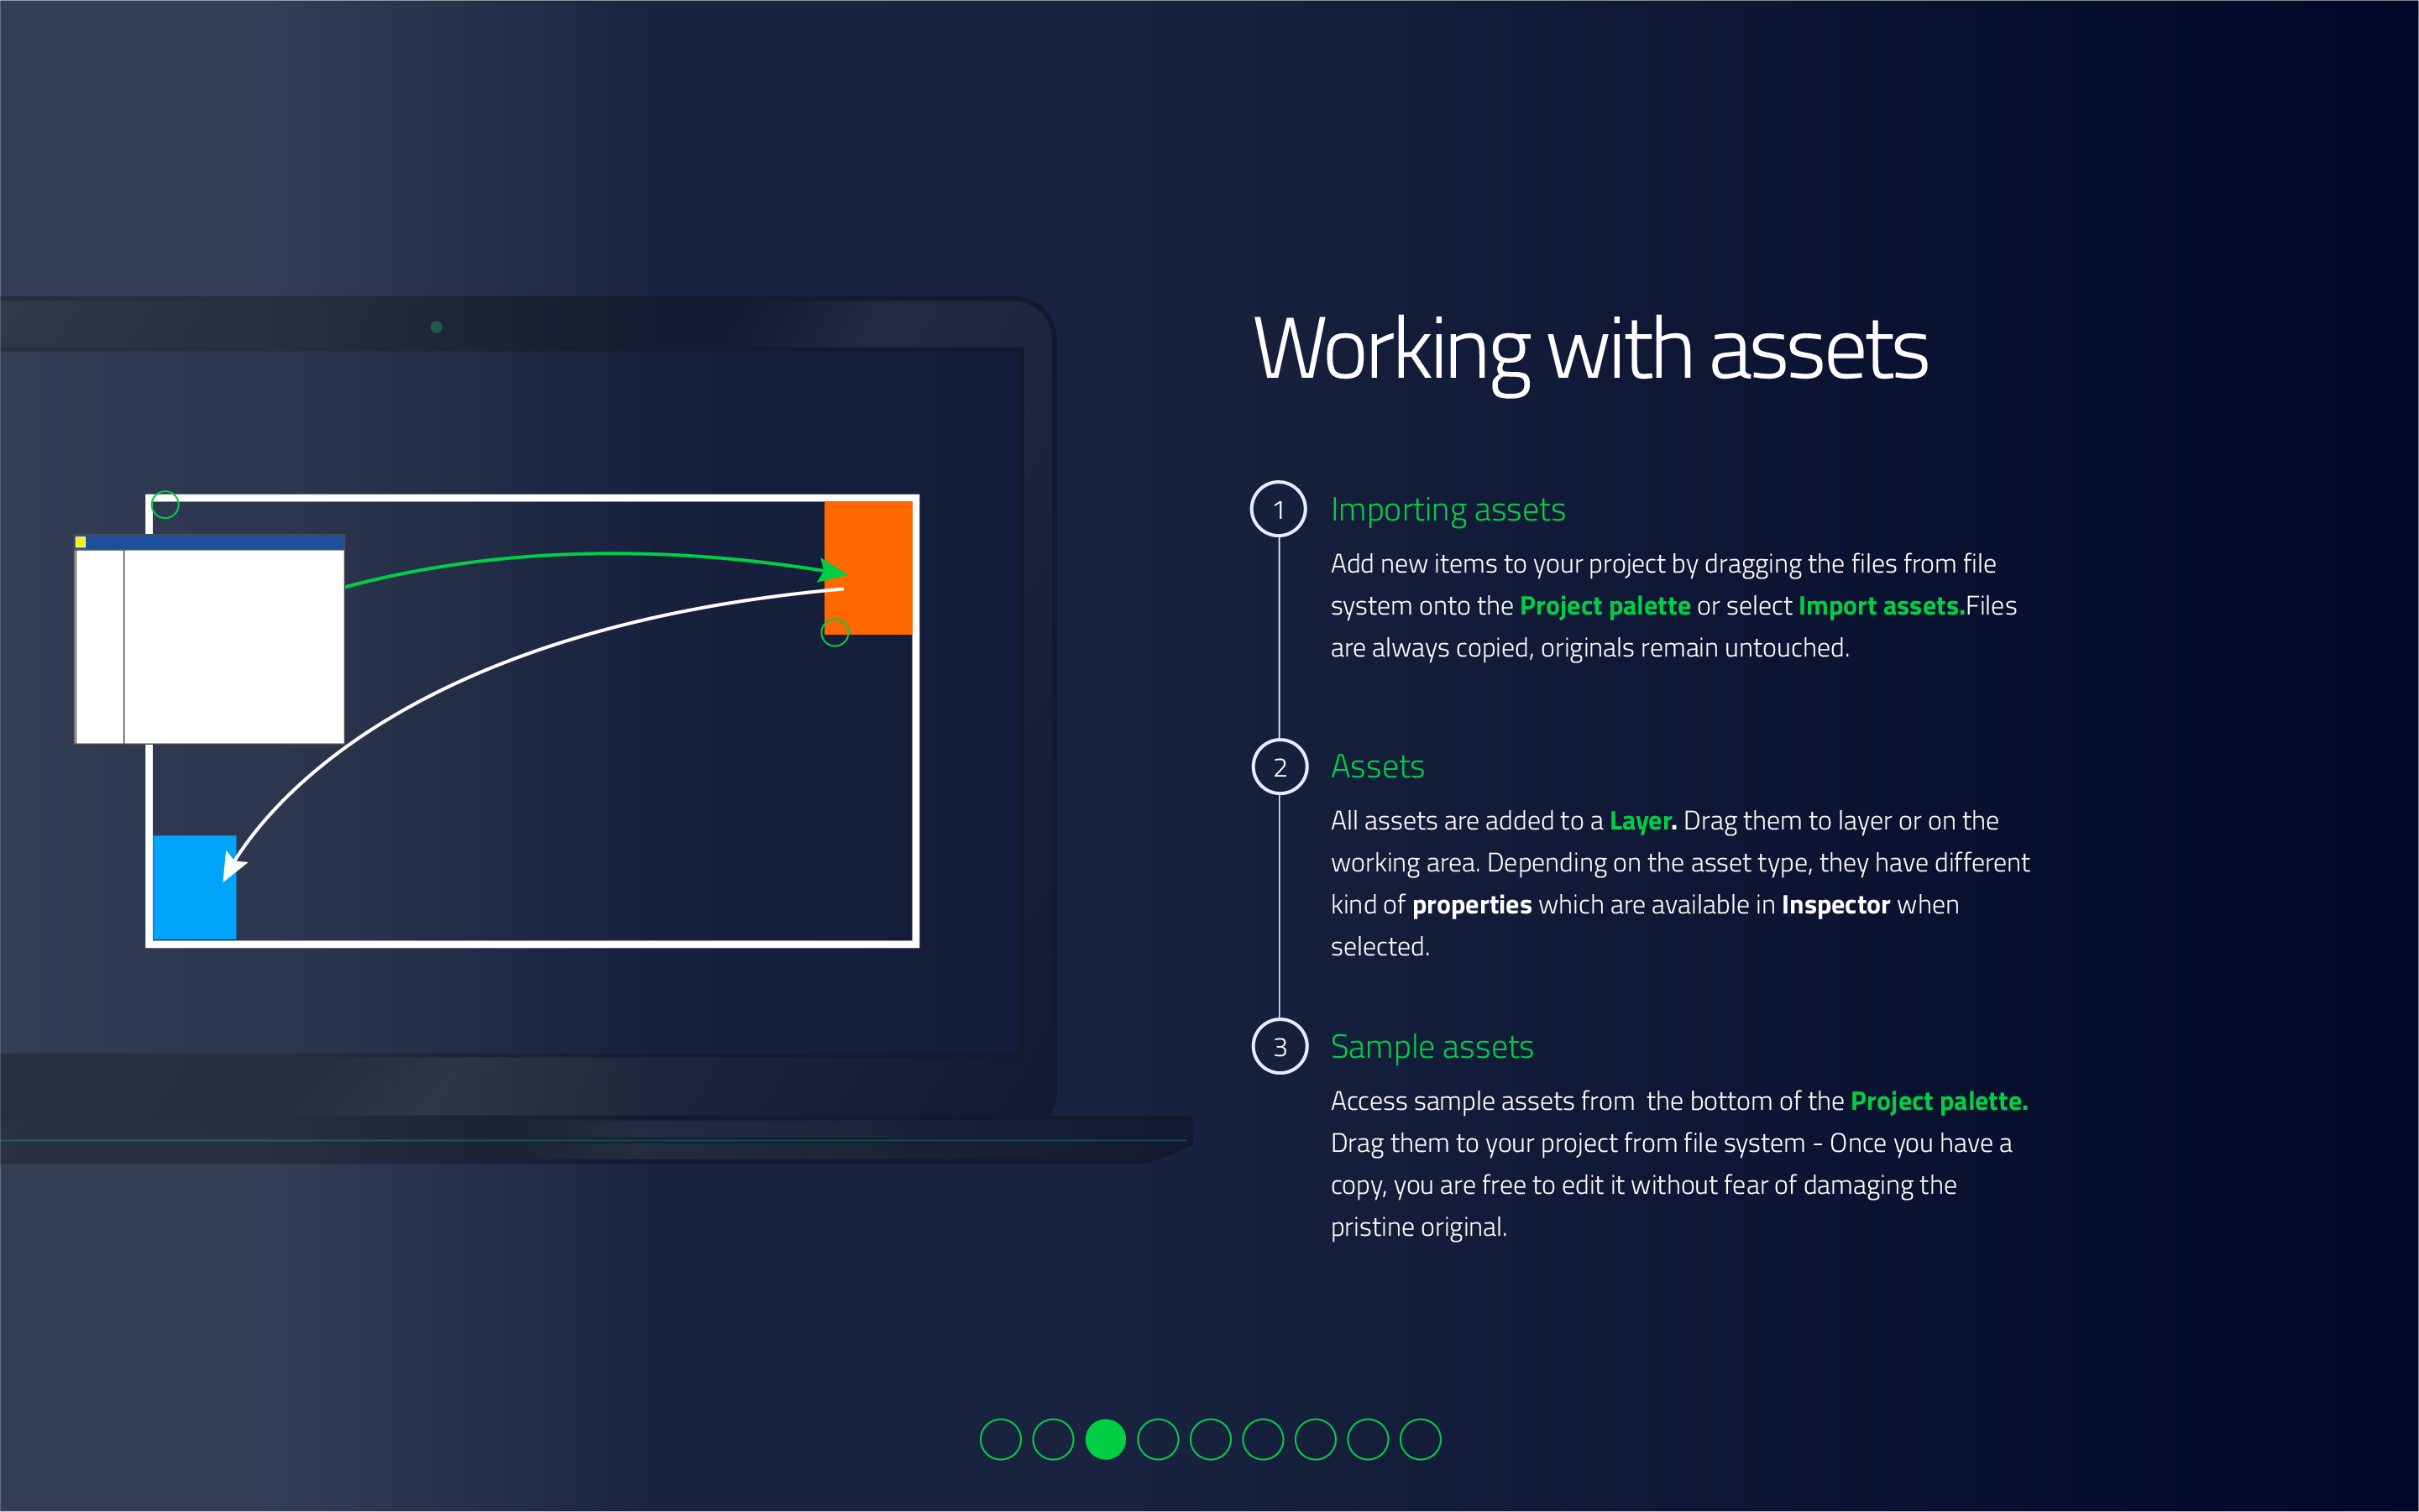 Working with assets
1
Importing assets
Add new items to your project by dragging the files from file
system onto the Project palette or select Import assets.Files
are always copied, originals remain untouched.
2
Assets
All assets are added to a Layer. Drag them to layer or on the
working area. Depending on the asset type, they have different
kind of properties which are available in Inspector when
selected.
3
Sample assets
Access sample assets from  the bottom of the Project palette.
Drag them to your project from file system - Once you have a
copy, you are free to edit it without fear of damaging the
pristine original.